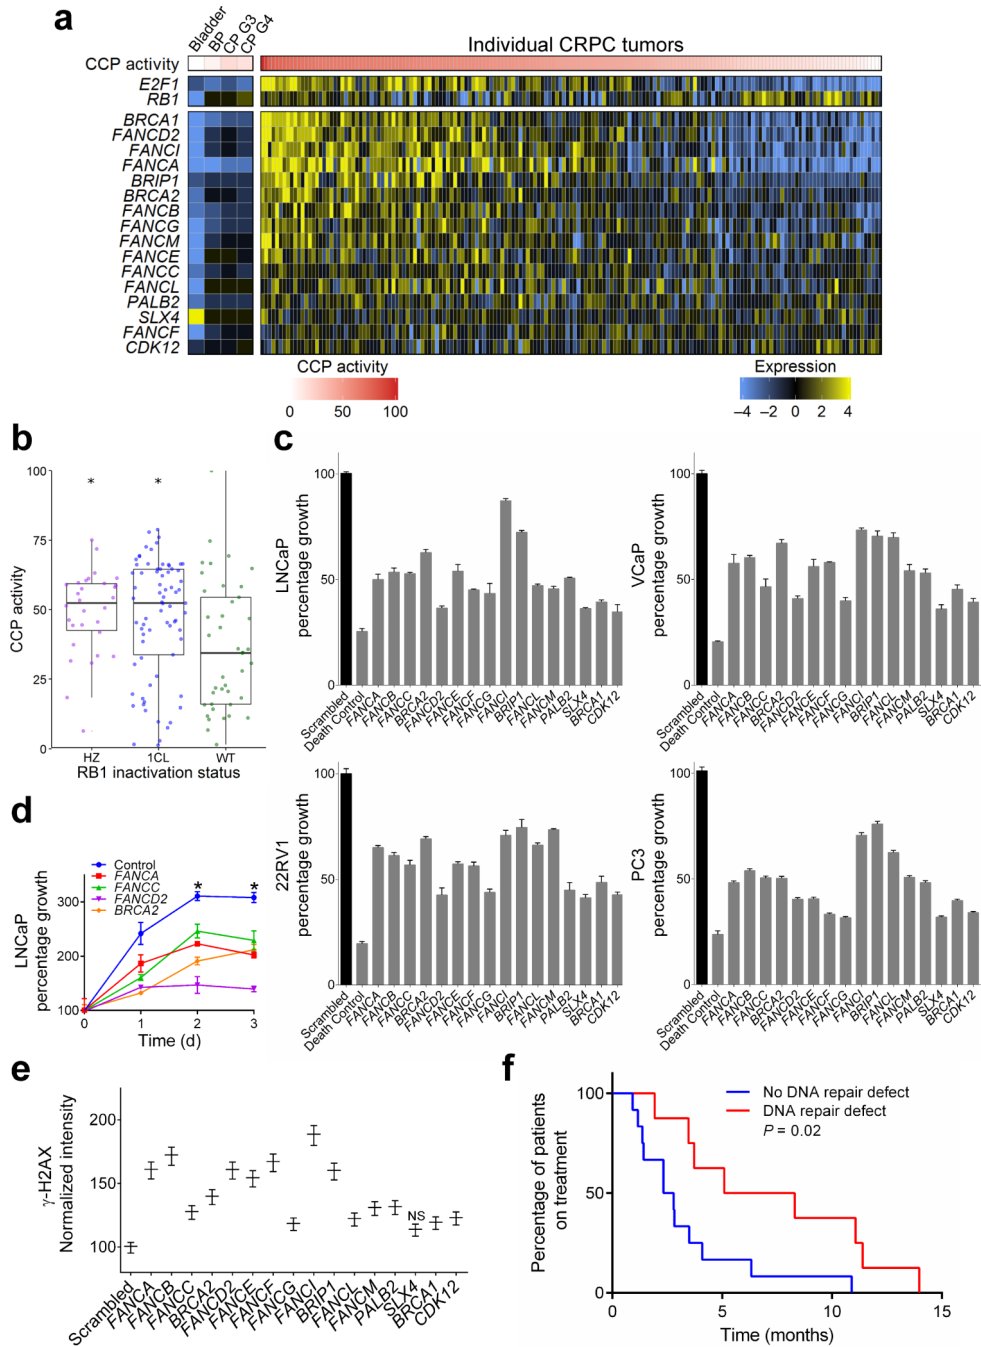 a
Bladder
BP
CP G3
CP G4
Individual CRPC tumors
CCP activity
E2F1
RB1
BRCA1
FANCD2
FANCI
FANCA
BRIP1
BRCA2
FANCB
FANCG
FANCM
FANCE
FANCC
FANCL
PALB2
SLX4
FANCF
CDK12
CCP activity
0 50 100
Expression
−4 −2 0 2 4
b
CCP activity
100
75
50
25
0
* *
HZ 1CL WT
RB1 inactivation status
c
LNCaP
percentage growth
100
50
0
Scrambled
Death Control
FANCA
FANCB
FANCC
BRCA2
FANCD2
FANCE
FANCF
FANCG
FANCI
BRIP1
FANCL
FANCM
PALB2
SLX4
BRCA1
CDK12
VCaP
percentage growth
100
50
0
Scrambled
Death Control
FANCA
FANCB
FANCC
BRCA2
FANCD2
FANCE
FANCF
FANCG
FANCI
BRIP1
FANCL
FANCM
PALB2
SLX4
BRCA1
CDK12
22RV1
percentage growth
100
50
0
Scrambled
Death Control
FANCA
FANCB
FANCC
BRCA2
FANCD2
FANCE
FANCF
FANCG
FANCI
BRIP1
FANCL
FANCM
PALB2
SLX4
BRCA1
CDK12
PC3
percentage growth
100
50
0
Scrambled
Death Control
FANCA
FANCB
FANCC
BRCA2
FANCD2
FANCE
FANCF
FANCG
FANCI
BRIP1
FANCL
FANCM
PALB2
SLX4
BRCA1
CDK12
d
Control
FANCA
FANCC
FANCD2
BRCA2
* *
LNCaP
percentage growth
300
200
100
0 1 2 3
Time (d)
e
γ-H2AX
Normalized intensity
200
150
100
NS
Scrambled
FANCA
FANCB
FANCC
BRCA2
FANCD2
FANCE
FANCF
FANCG
FANCI
BRIP1
FANCL
FANCM
PALB2
SLX4
BRCA1
CDK12
f
Percentage of patients
on treatment
100
50
0
No DNA repair defect
DNA repair defect
P = 0.02
0 5 10 15
Time (months)